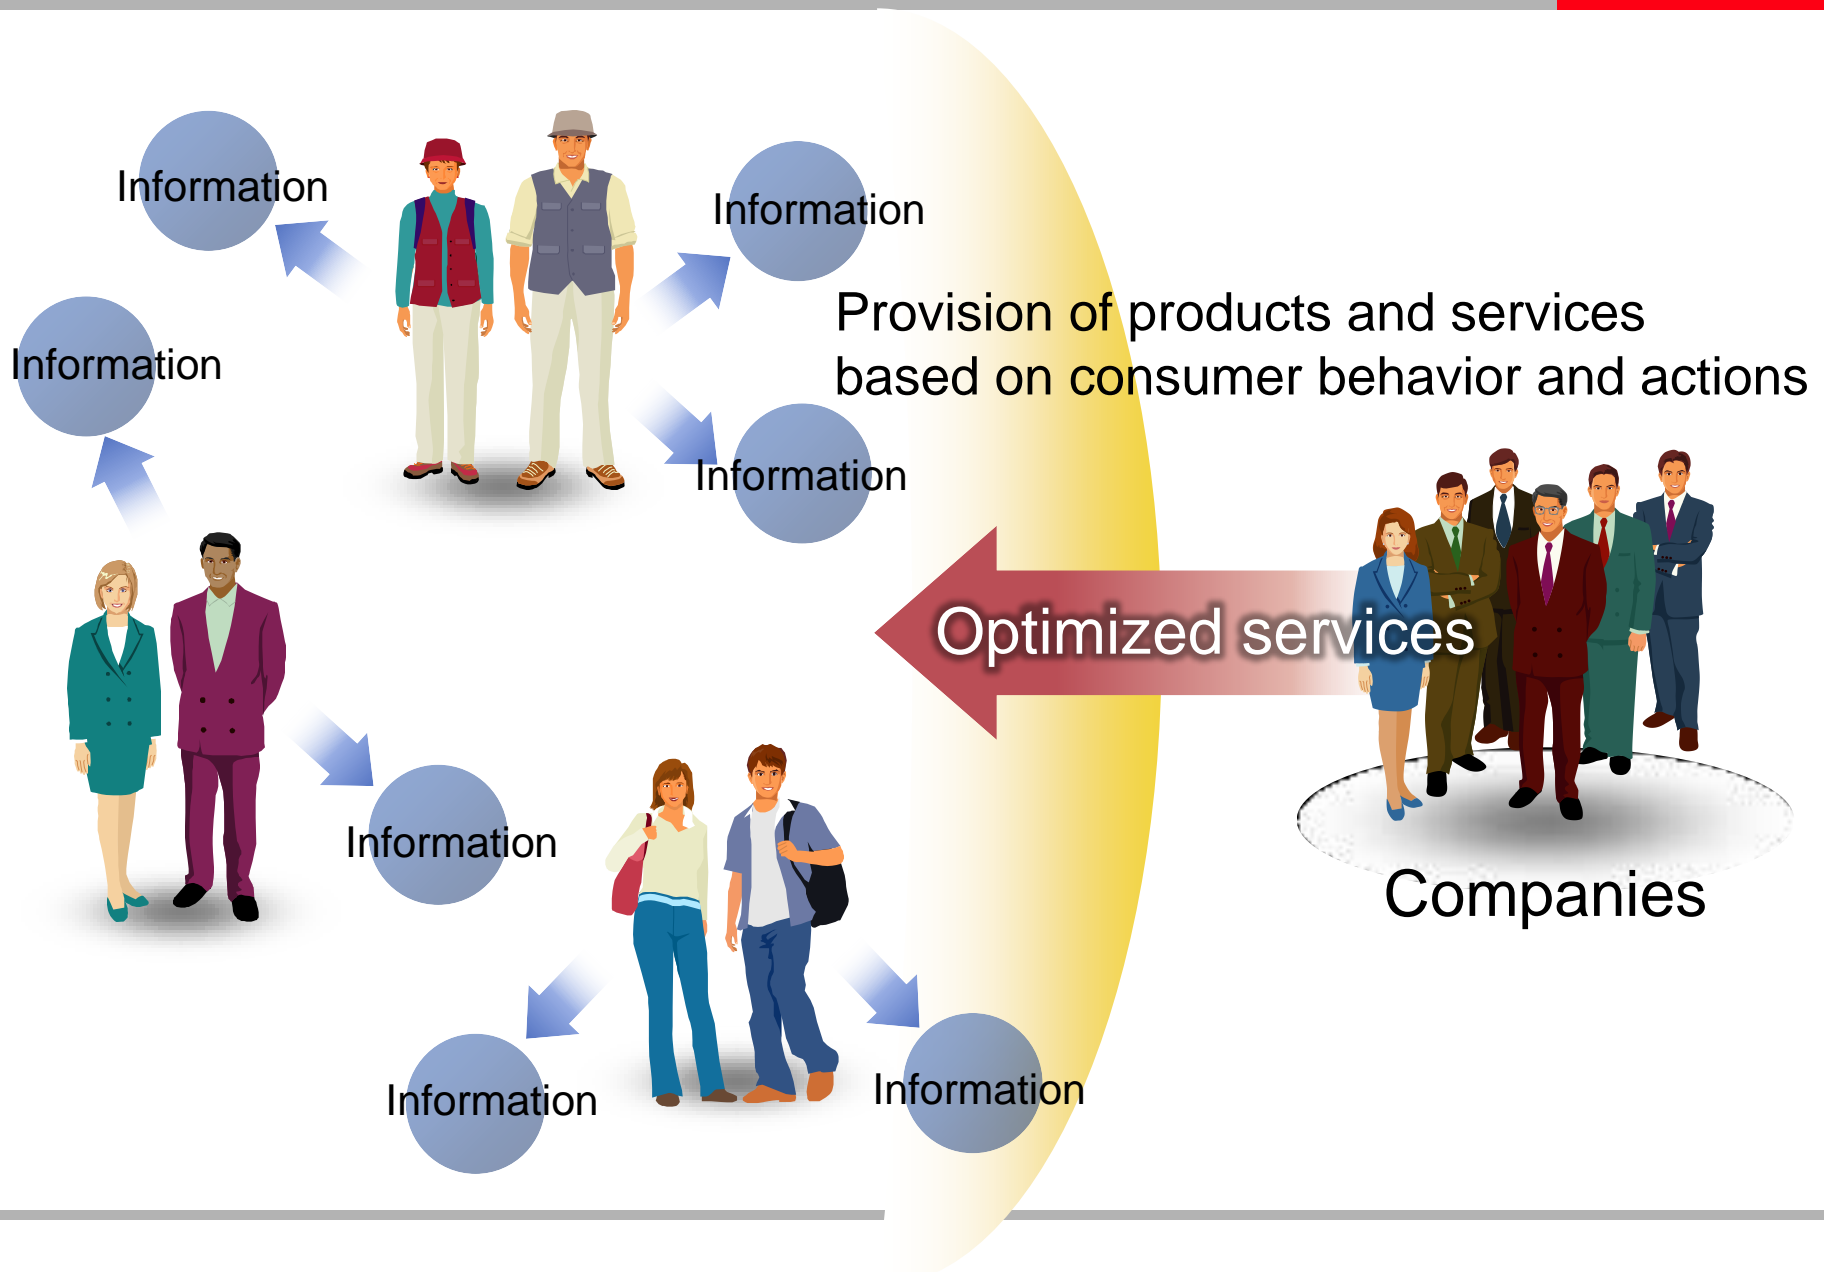 Information
Information
Provision of products and services
based on consumer behavior and actions
Information
Information
Optimized services
Information
Companies
Information
Information